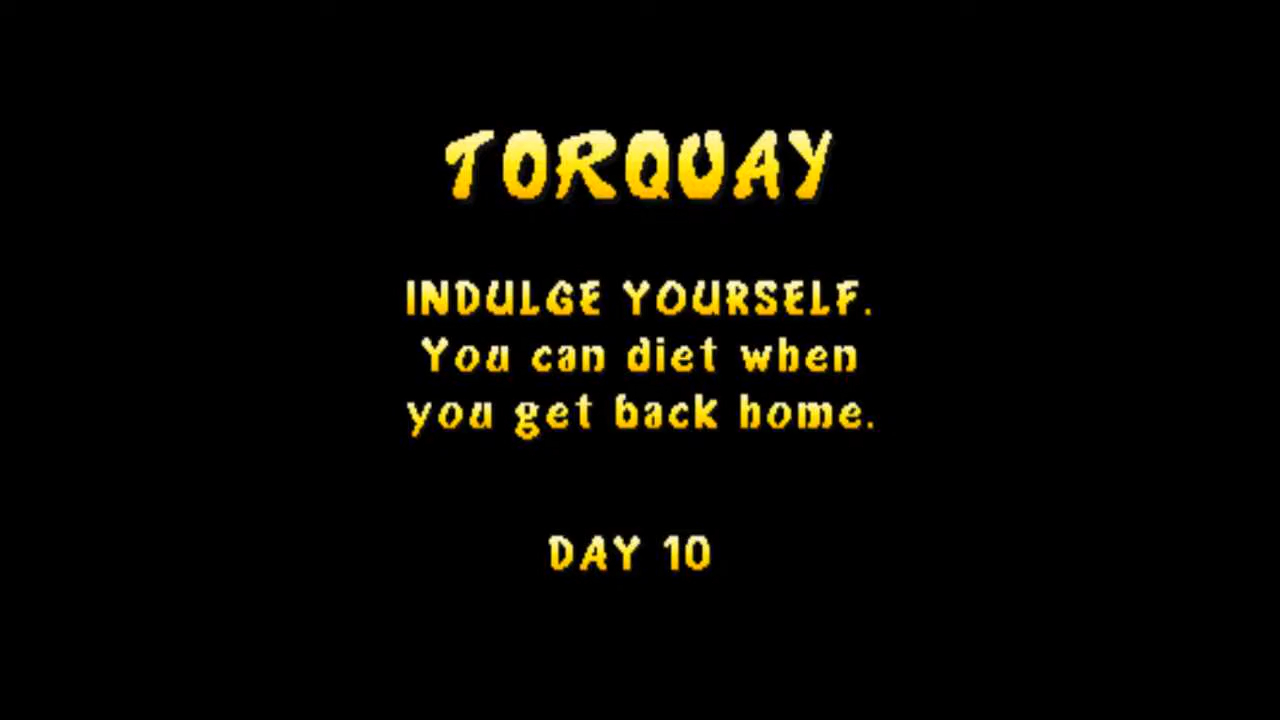 TORQUAY
INDULGE YOURSELF.
You can diet when
you get back home.
DAY 10